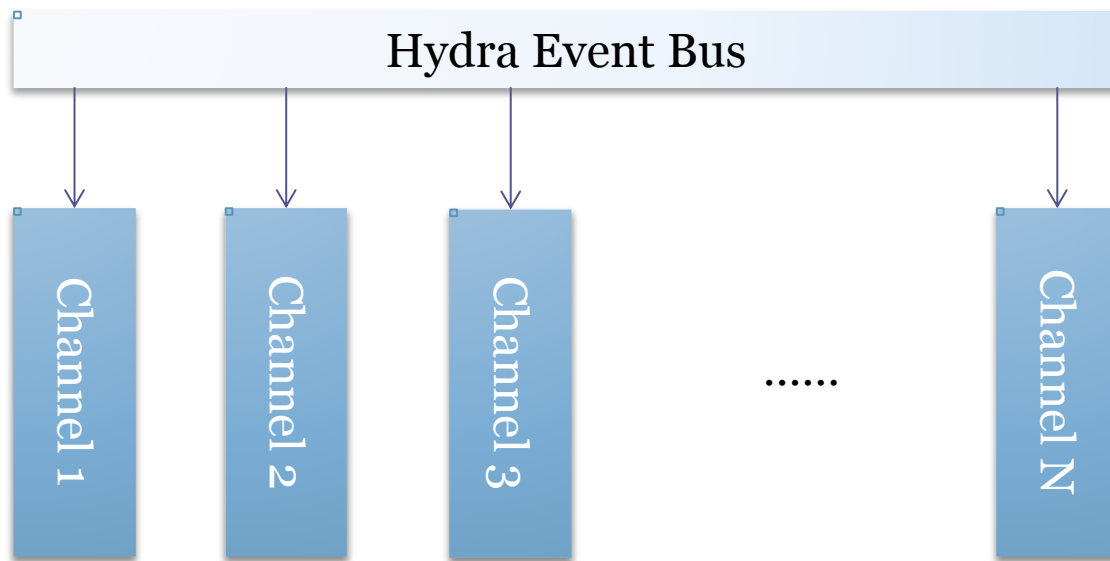 Hydra Event Bus
Channel 1
Channel 2
Channel 3
......
Channel N